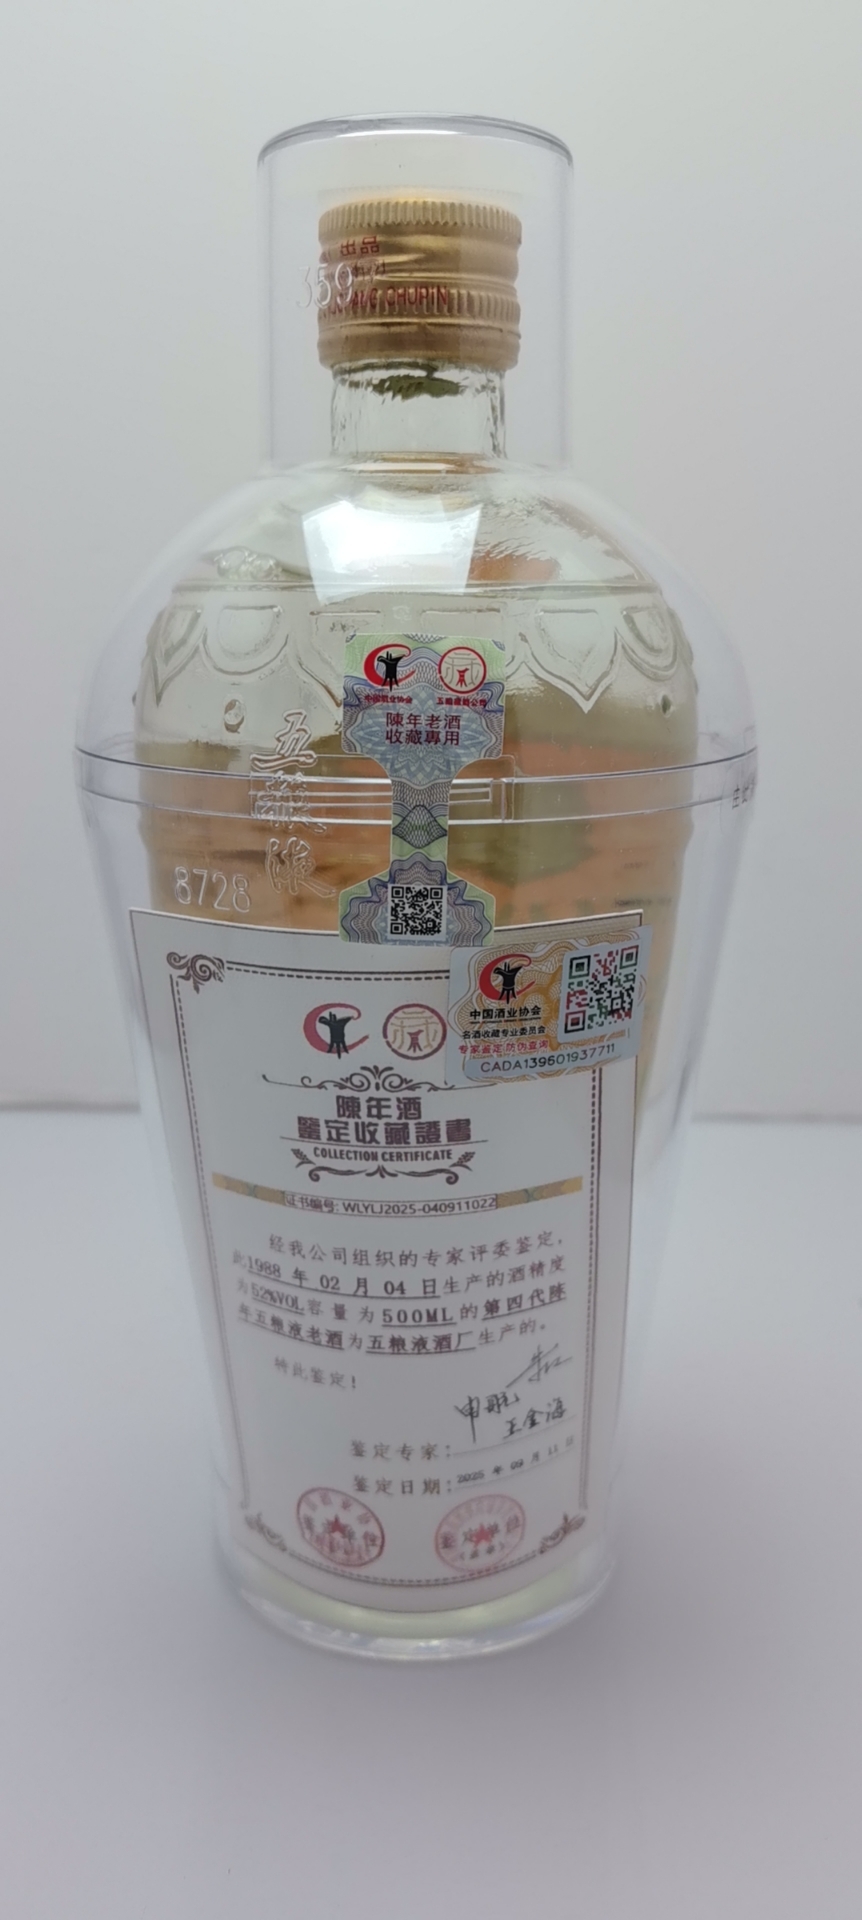 出品
359
CHUPIN
中国酒业协会
陳年老酒
收藏專用
五粮液
8728
中国酒业协会
名酒收藏专业委员会
专家鉴定防伪查询
CADA139601937711
陳年酒
鑒定收藏證書
COLLECTION CERTIFICATE
证书编号: WLYLJ2025-040911022
经我公司组织的专家评委鉴定,
此1988 年 02 月 04 日生产的酒精度
为52%VOL容量为500ML的第四代陈
年五粮液老酒为五粮液酒厂生产的。
特此鉴定!
申
王金海
鉴定专家:
鉴定日期: 2025 年 09 月 11 日